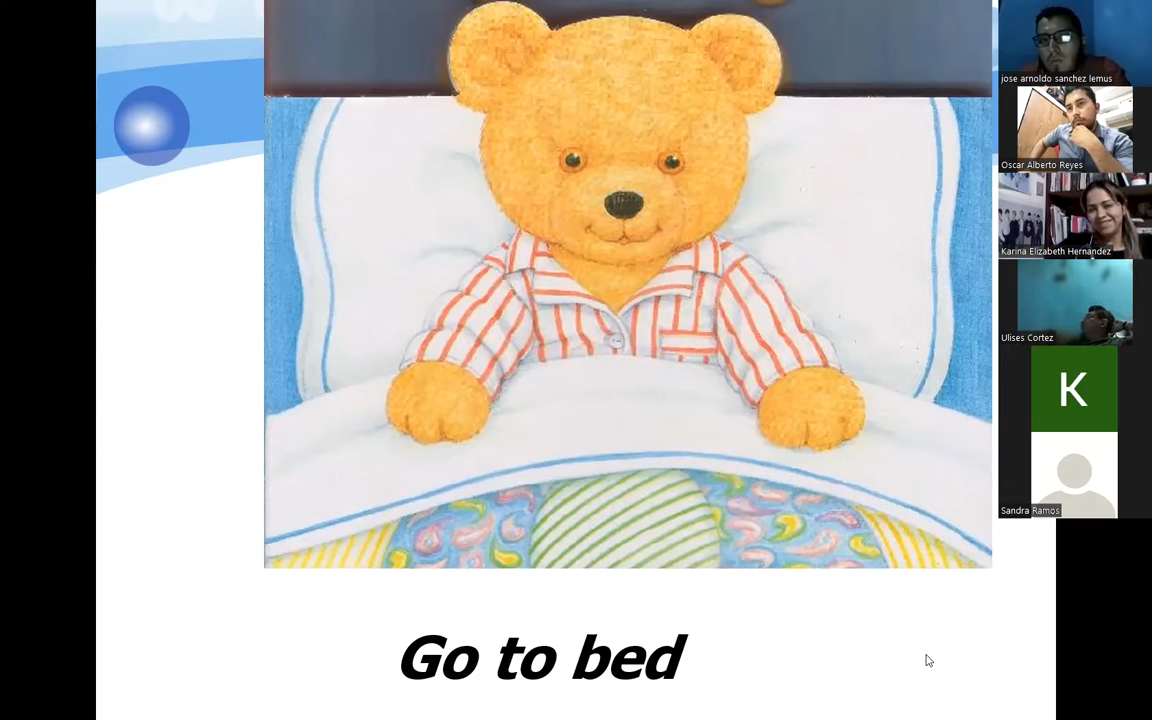 Go to bed
jose arnoldo sanchez lemus
Oscar Alberto Reyes
Karina Elizabeth Hernandez
Ulises Cortez
K
Sandra Ramos